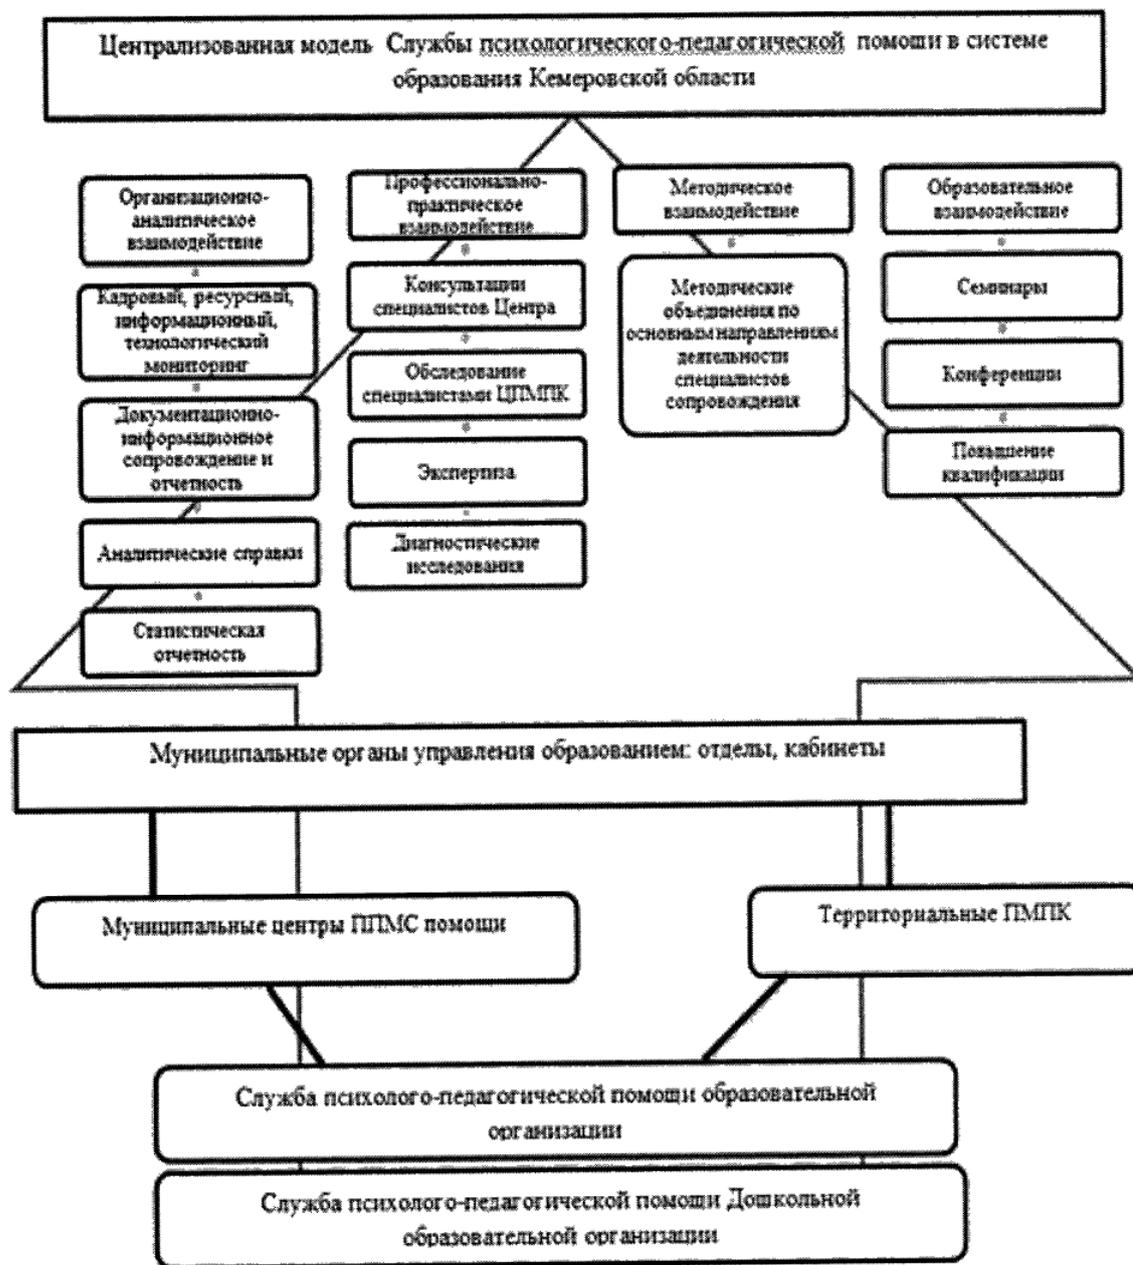 Централизованная модель Службы психологического-педагогической помощи в системе
образования Кемеровской области
Организационно-
аналитическое
взаимодействие
Кадровый, ресурсный,
информационный,
технологический
мониторинг
Документационно-
информационное
сопровождение и
отчетность
Аналитические справки
Статистическая
отчетность
Профессионально-
практическое
взаимодействие
Консультации
специалистов Центра
Обследование
специалистами ЦПМПК
Экспертиза
Диагностические
исследования
Методическое
взаимодействие
Методические
объединения по
основным направлениям
деятельности
специалистов
сопровождения
Образовательное
взаимодействие
Семинары
Конференции
Повышение
квалификации
Муниципальные органы управления образованием: отделы, кабинеты
Муниципальные центры ППМС помощи
Территориальные ПМПК
Служба психолого-педагогической помощи образовательной
организации
Служба психолого-педагогической помощи Дошкольной
образовательной организации